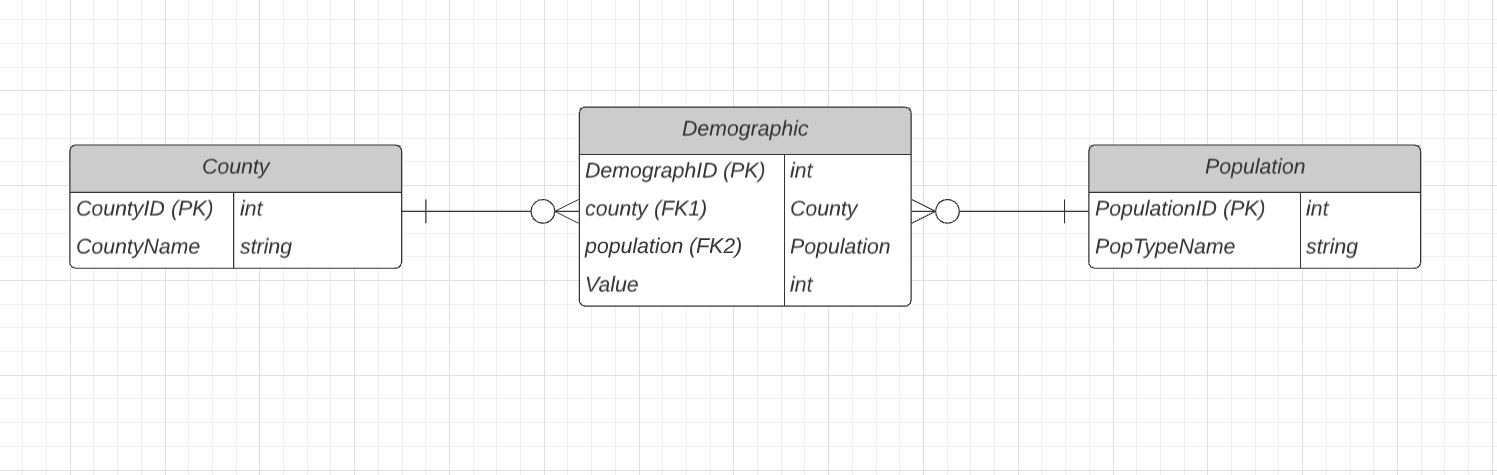 County
CountyID (PK) int
CountyName string
Demographic
DemographID (PK) int
county (FK1) County
population (FK2) Population
Value int
Population
PopulationID (PK) int
PopTypeName string